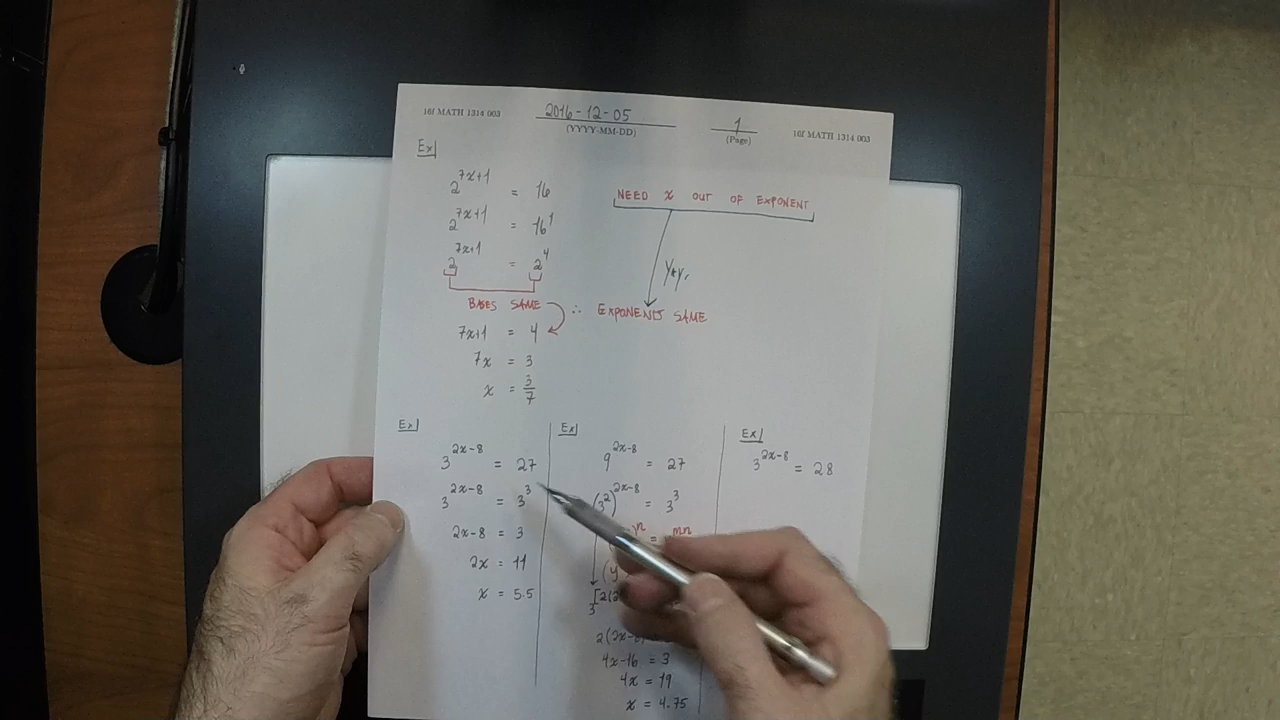 16f MATH 1314 003
2016-12-05
(YYYY-MM-DD)
1
(Page)
16f MATH 1314 003
Ex
2^(7x+1) = 16
2^(7x+1) = 16^1
2^(7x+1) = 2^4
BASES SAME ∴ EXPONENTS SAME
NEED x OUT OF EXPONENT
7x+1 = 4
7x = 3
x = 3/7
Ex
3^(2x-8) = 27
3^(2x-8) = 3^3
2x-8 = 3
2x = 11
x = 5.5
Ex
9^(2x-8) = 27
(3^2)^(2x-8) = 3^3
n = mn
4x-16 = 3
4x = 19
x = 4.75
Ex
3^(2x-8) = 28